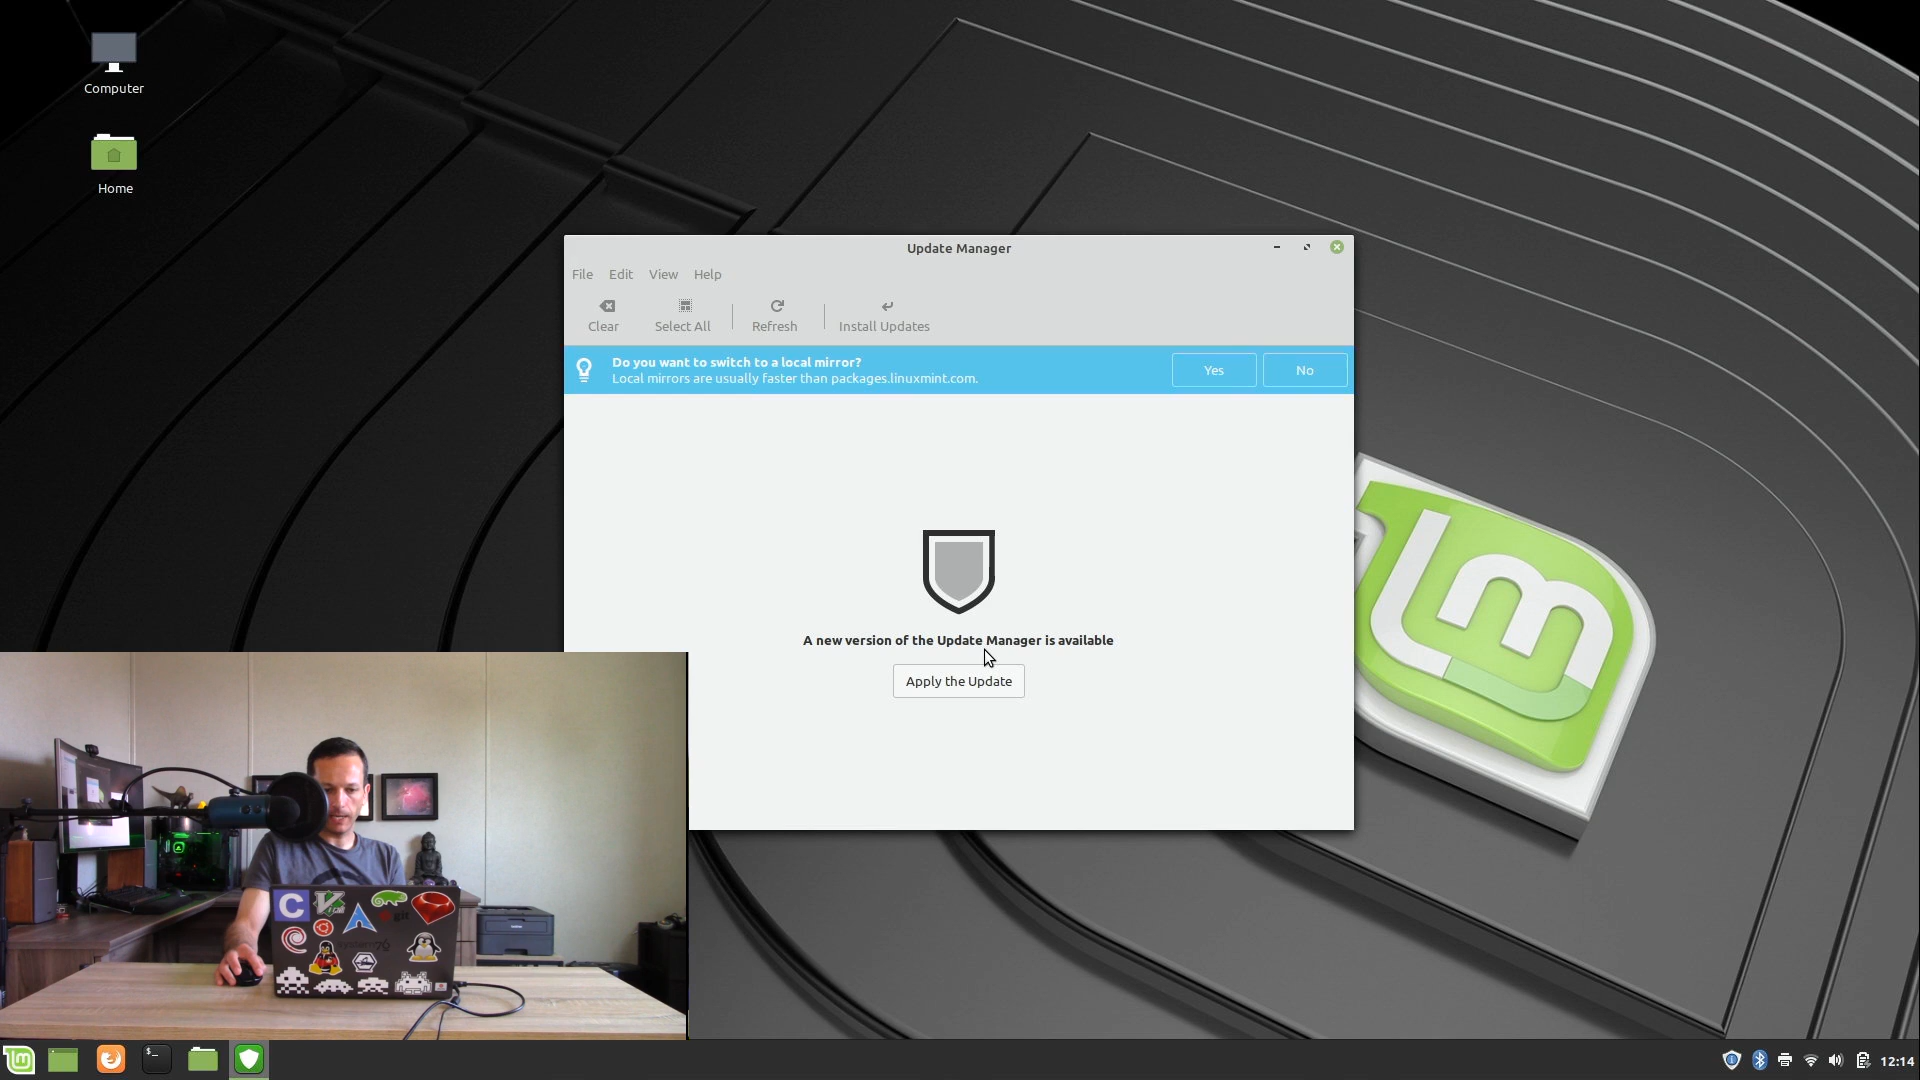 Computer
Home
Update Manager
File Edit View Help
Clear Select All Refresh Install Updates
Do you want to switch to a local mirror?
Local mirrors are usually faster than packages.linuxmint.com.
Yes No
A new version of the Update Manager is available
Apply the Update
C
git
system76
$_
12:14